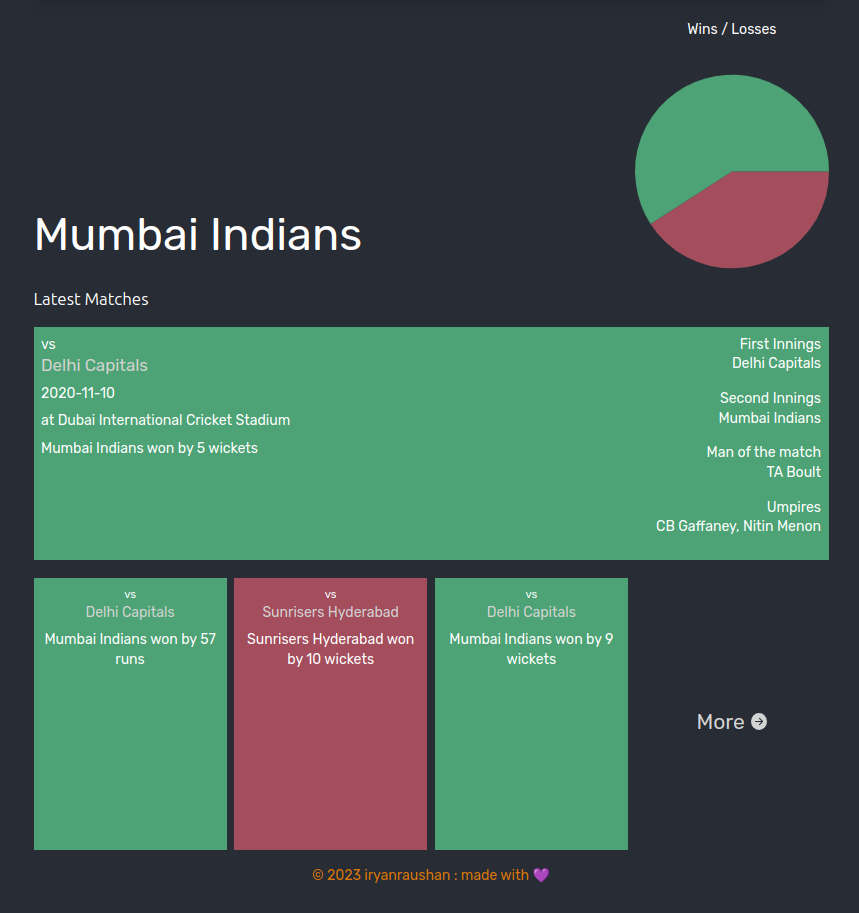 Wins / Losses
Mumbai Indians
Latest Matches
vs
Delhi Capitals
2020-11-10
at Dubai International Cricket Stadium
Mumbai Indians won by 5 wickets
First Innings
Delhi Capitals
Second Innings
Mumbai Indians
Man of the match
TA Boult
Umpires
CB Gaffaney, Nitin Menon
vs
Delhi Capitals
Mumbai Indians won by 57
runs
vs
Sunrisers Hyderabad
Sunrisers Hyderabad won
by 10 wickets
vs
Delhi Capitals
Mumbai Indians won by 9
wickets
More
© 2023 iryanraushan : made with 💜